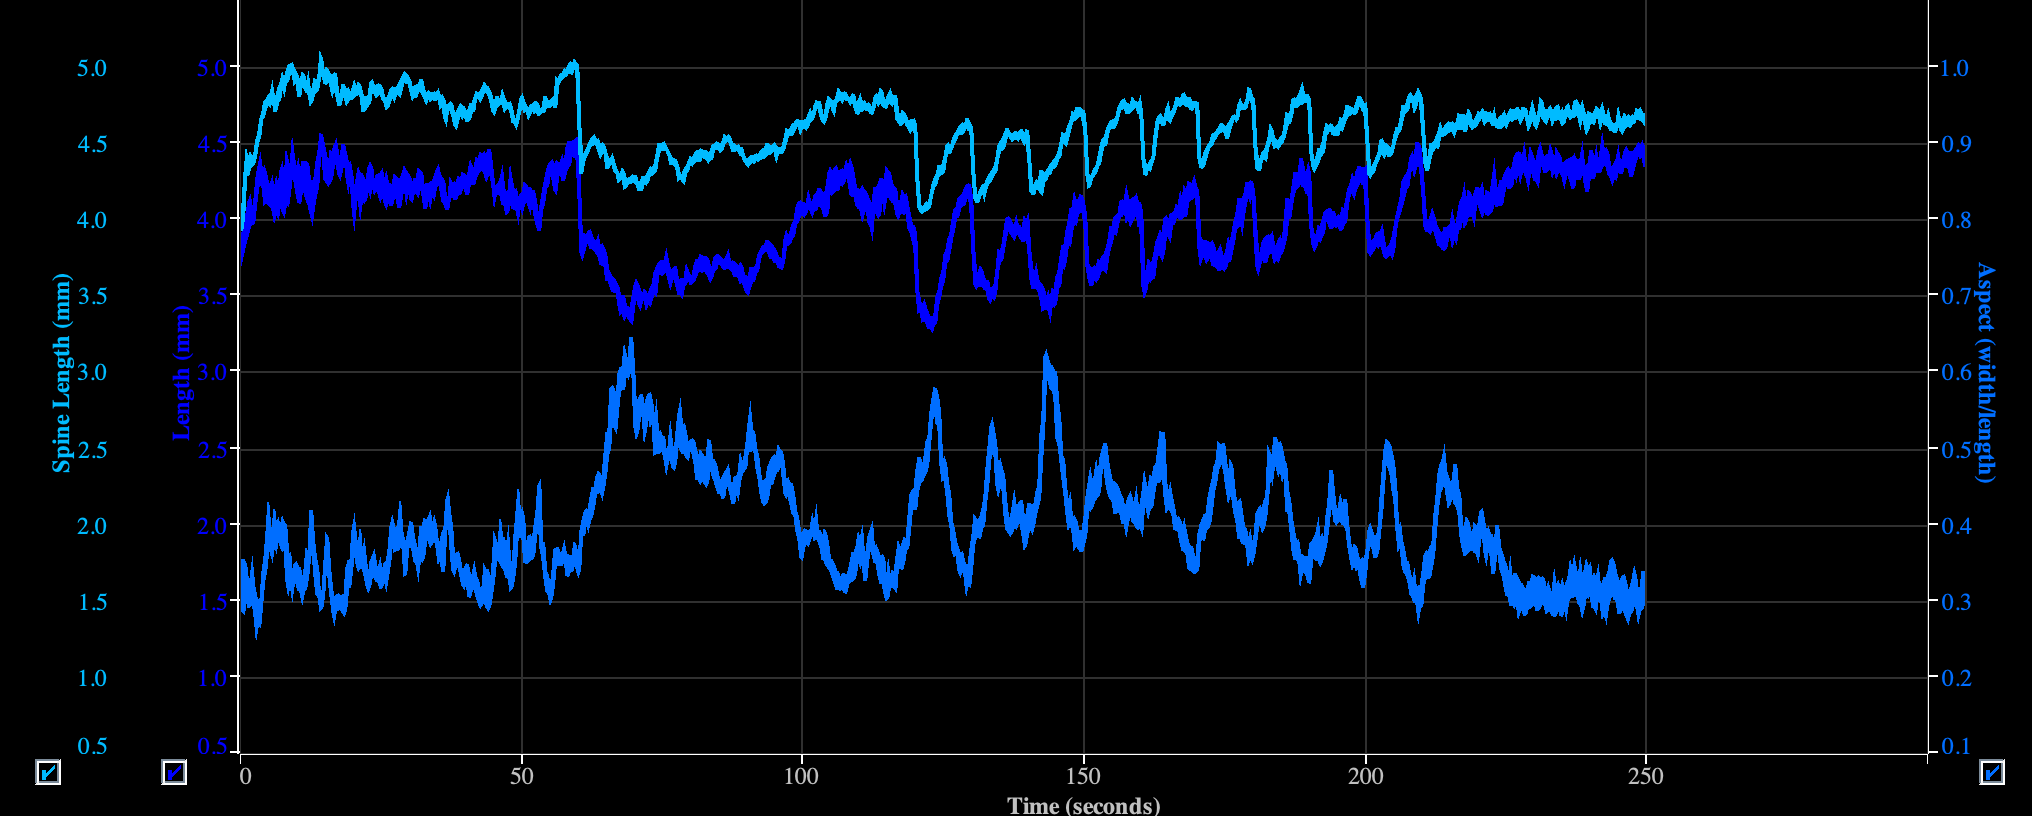 5.0 5.0 1.0
4.5 4.5 0.9
4.0 4.0 0.8
3.5 3.5 0.7
3.0 3.0 0.6
2.5 2.5 0.5
2.0 2.0 0.4
1.5 1.5 0.3
1.0 1.0 0.2
0.5 0.5 0.1
Spine Length (mm)
Length (mm)
Aspect (width/length)
0 50 100 150 200 250
Time (seconds)